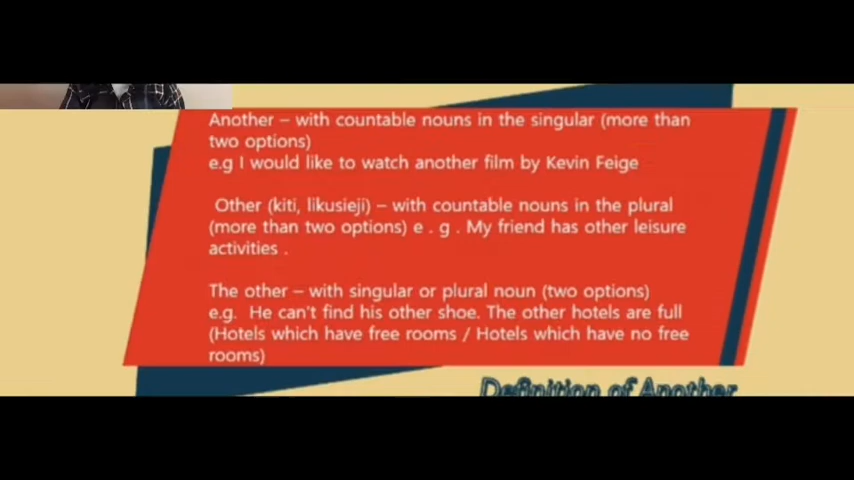 Another – with countable nouns in the singular (more than
two options)
e.g I would like to watch another film by Kevin Feige
Other (kiti, likusieji) – with countable nouns in the plural
(more than two options) e . g . My friend has other leisure
activities .
The other – with singular or plural noun (two options)
e.g. He can't find his other shoe. The other hotels are full
(Hotels which have free rooms / Hotels which have no free
rooms)
Definition of Another